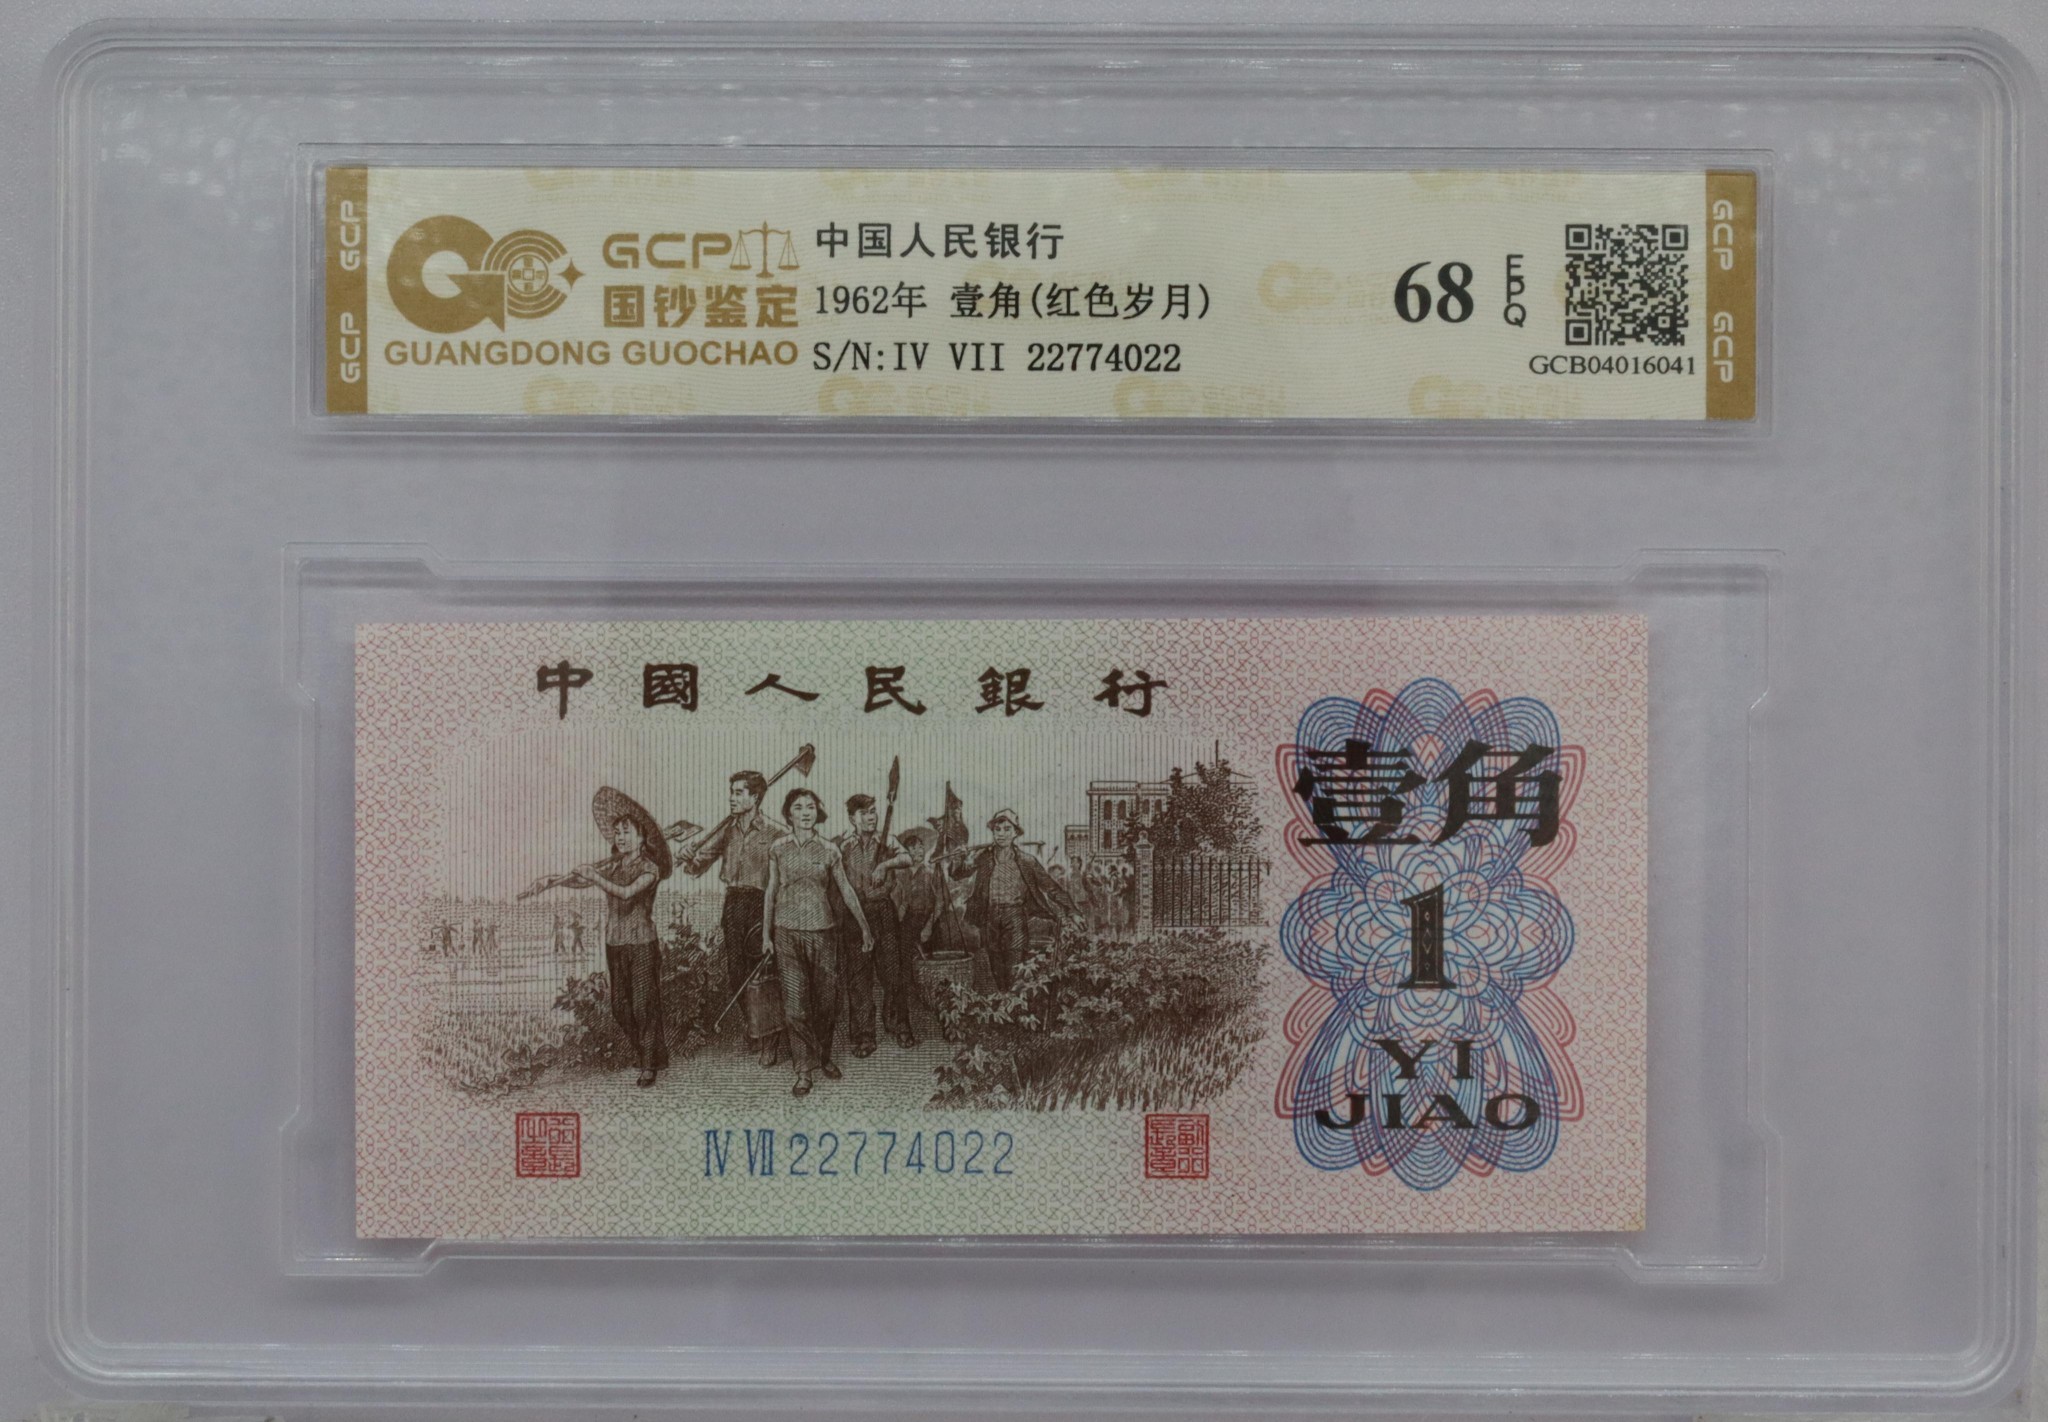 GCP
GCP
GCP
国钞鉴定
GUANGDONG GUOCHAO
中国人民银行
1962年 壹角(红色岁月)
S/N:IV VII 22774022
68 EPQ
GCB04016041
GCP
GCP
中國人民銀行
壹角
1
YI
JIAO
IV VII 22774022